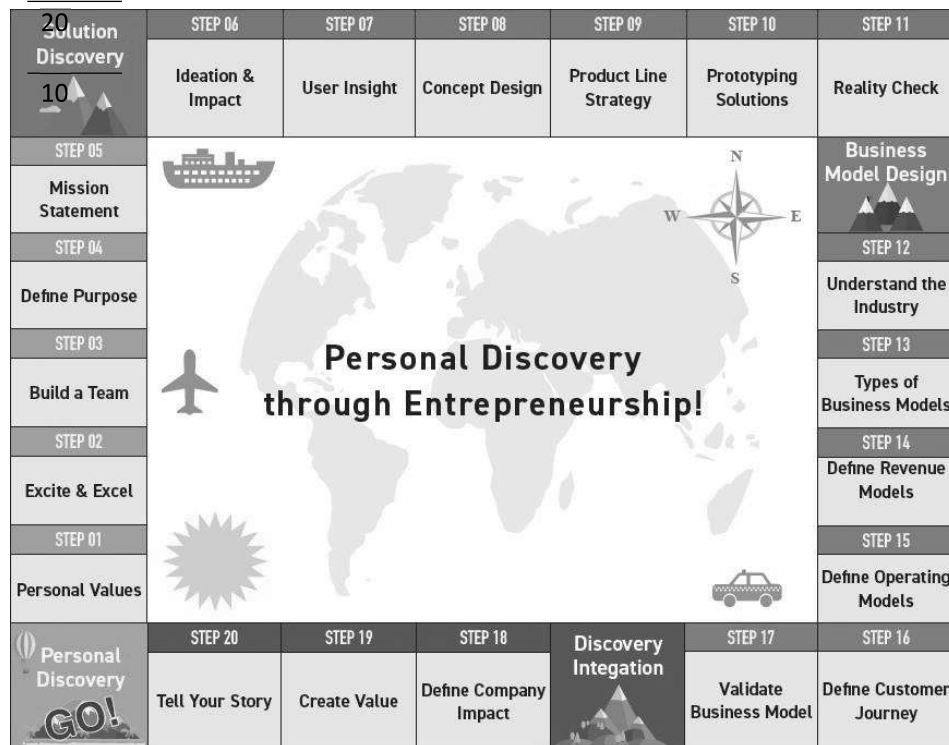 20
Solution
Discovery
10
STEP 06
Ideation &
Impact
STEP 07
User Insight
STEP 08
Concept Design
STEP 09
Product Line
Strategy
STEP 10
Prototyping
Solutions
STEP 11
Reality Check
STEP 05
Mission
Statement
STEP 04
Define Purpose
STEP 03
Build a Team
STEP 02
Excite & Excel
STEP 01
Personal Values
N
W
E
S
Personal Discovery
through Entrepreneurship!
Business
Model Design
STEP 12
Understand the
Industry
STEP 13
Types of
Business Models
STEP 14
Define Revenue
Models
STEP 15
Define Operating
Models
Personal
Discovery
GO!
STEP 20
Tell Your Story
STEP 19
Create Value
STEP 18
Define Company
Impact
Discovery
Integation
STEP 17
Validate
Business Model
STEP 16
Define Customer
Journey